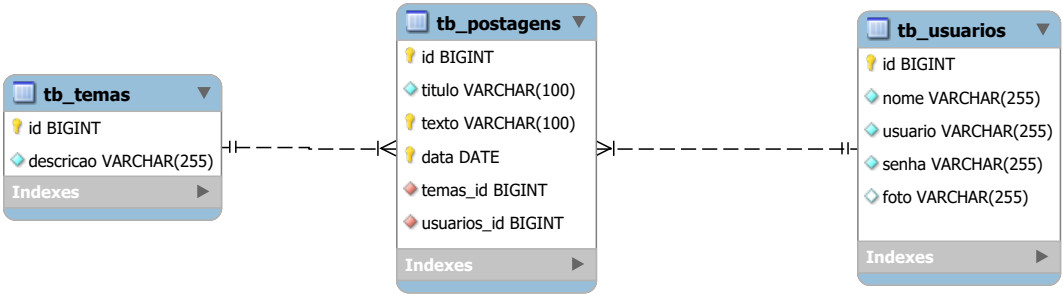 tb_temas
id BIGINT
descricao VARCHAR(255)
Indexes
tb_postagens
id BIGINT
titulo VARCHAR(100)
texto VARCHAR(100)
data DATE
temas_id BIGINT
usuarios_id BIGINT
Indexes
tb_usuarios
id BIGINT
nome VARCHAR(255)
usuario VARCHAR(255)
senha VARCHAR(255)
foto VARCHAR(255)
Indexes